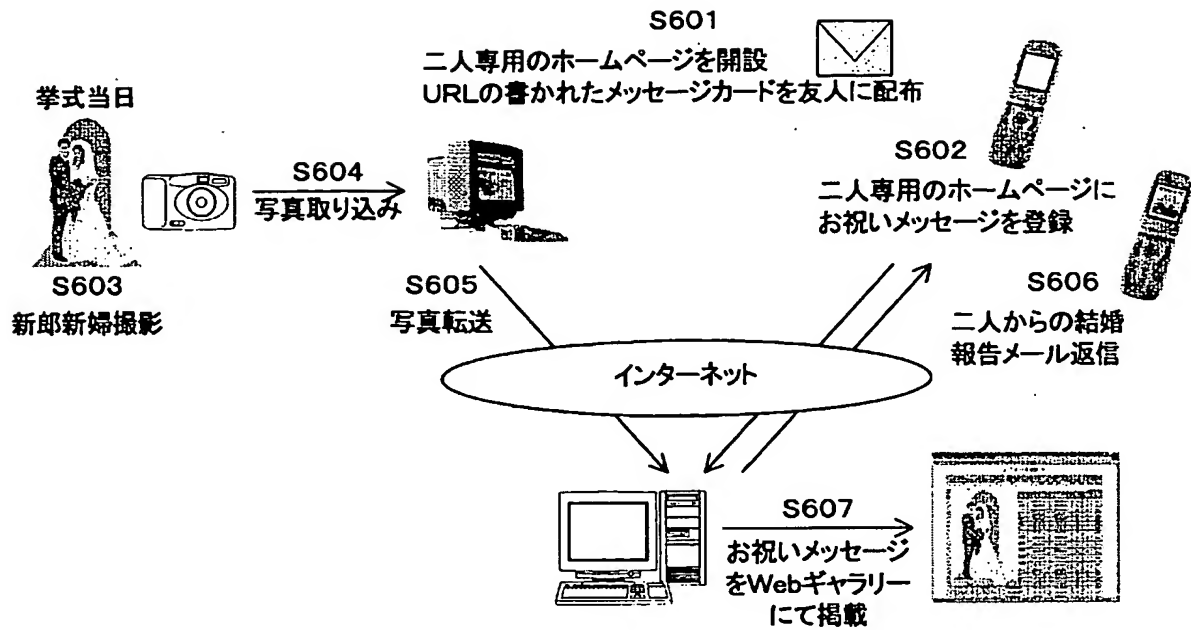 S601
二人専用のホームページを開設
URLの書かれたメッセージカードを友人に配布
挙式当日
S604
写真取り込み
S602
二人専用のホームページに
お祝いメッセージを登録
S603
新郎新婦撮影
S605
写真転送
S606
二人からの結婚
報告メール返信
インターネット
S607
お祝いメッセージ
をWebギャラリー
にて掲載